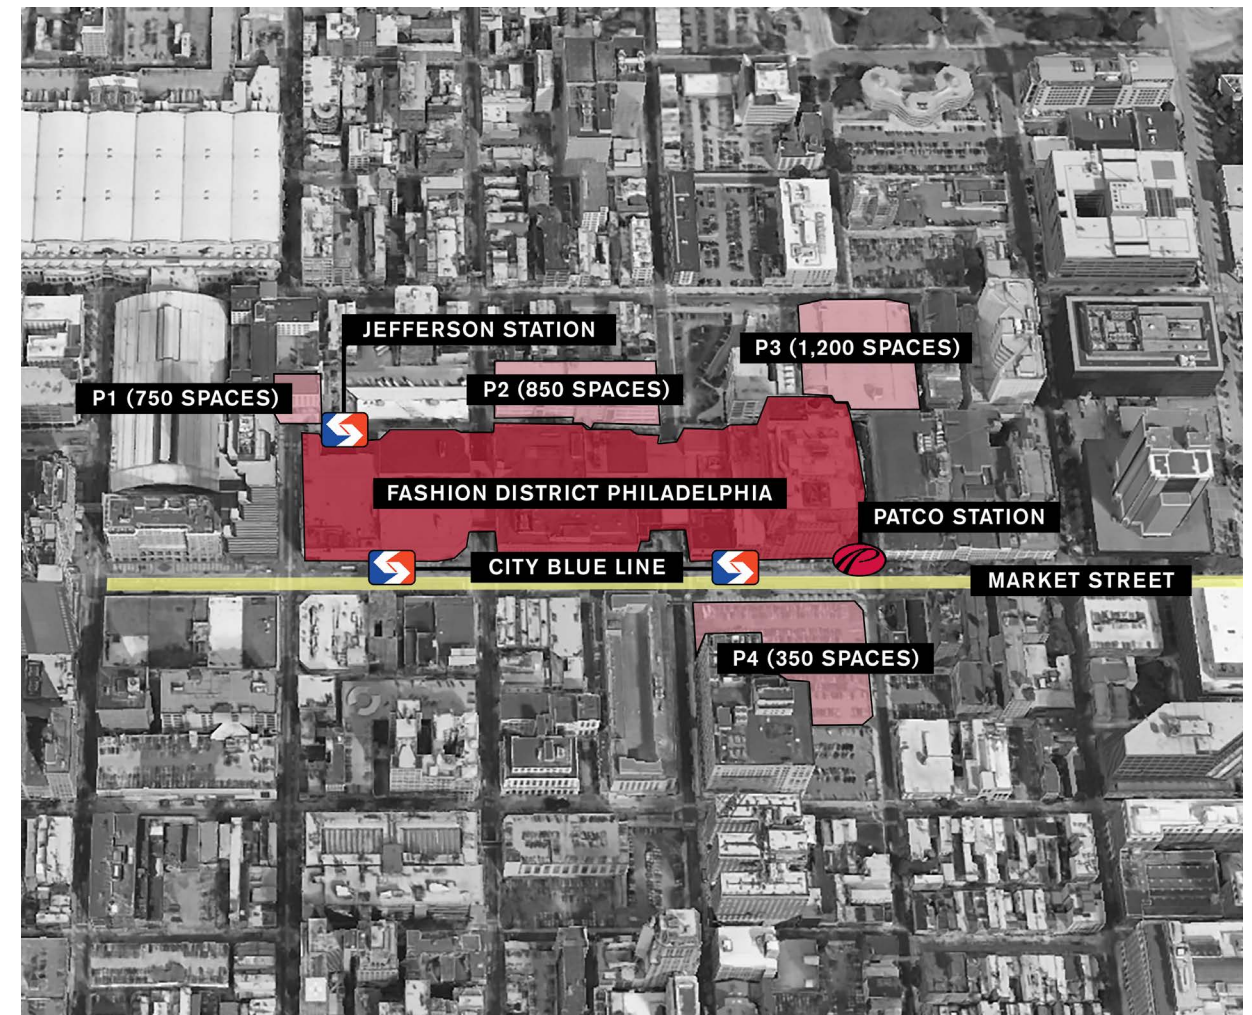 JEFFERSON STATION
P3 (1,200 SPACES)
P1 (750 SPACES)
P2 (850 SPACES)
FASHION DISTRICT PHILADELPHIA
PATCO STATION
CITY BLUE LINE
MARKET STREET
P4 (350 SPACES)